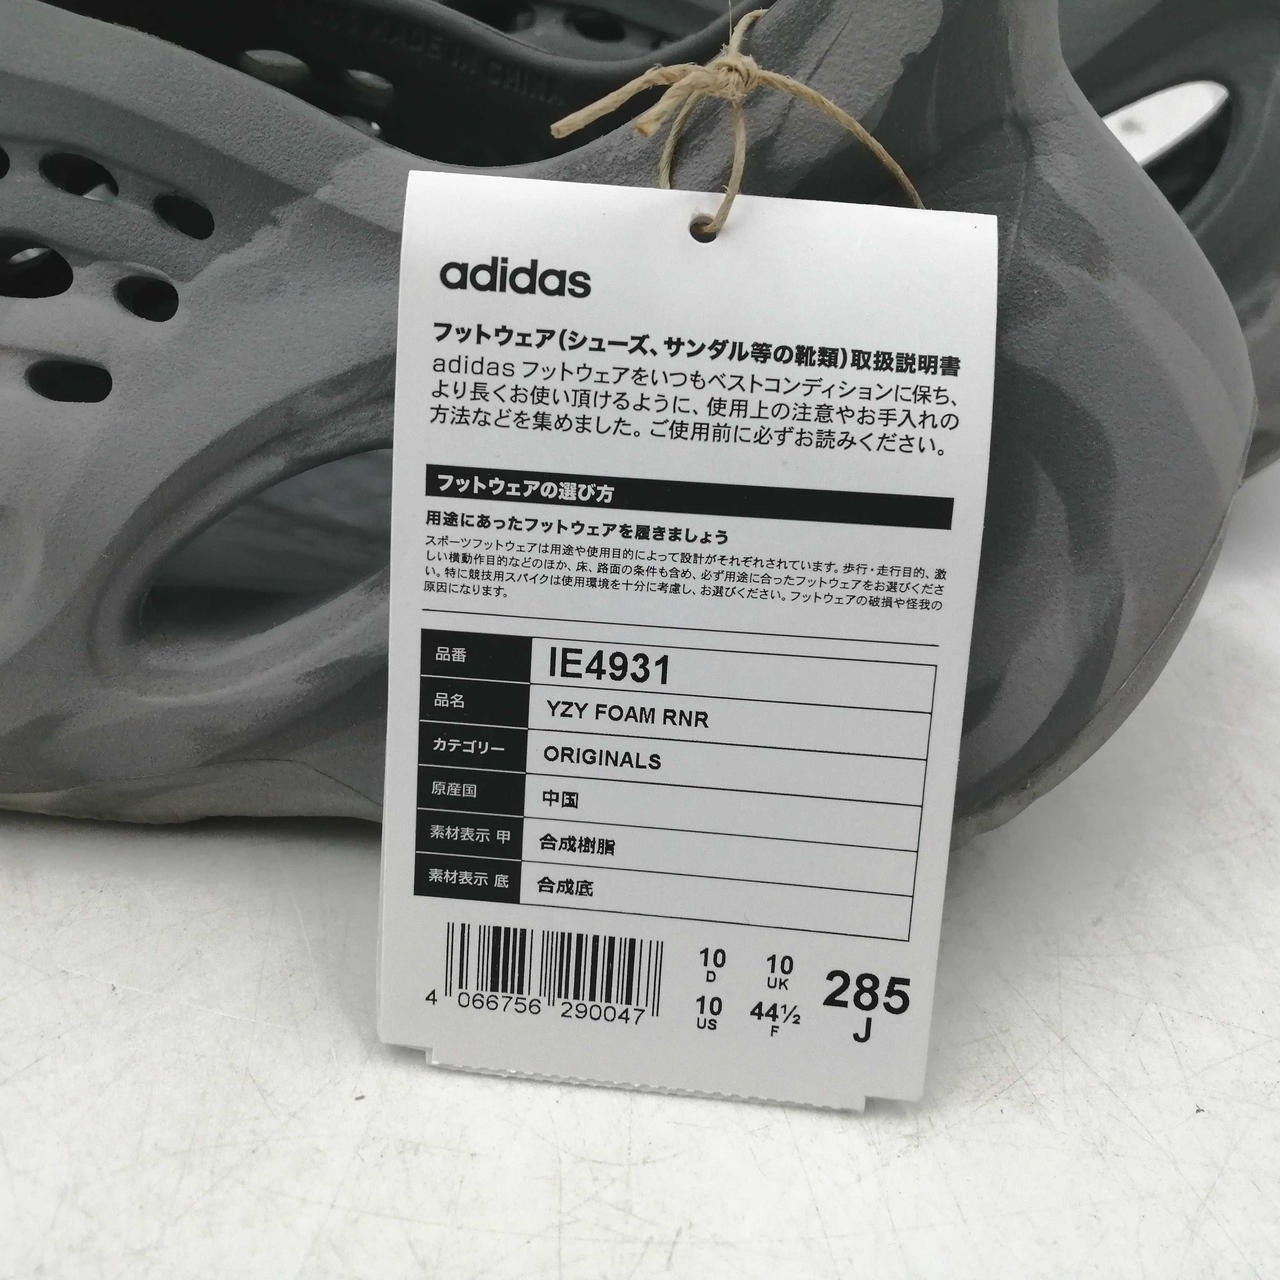 MADE IN CHINA
adidas
フットウェア(シューズ、サンダル等の靴類)取扱説明書
adidas フットウェアをいつもベストコンディションに保ち、
より長くお使い頂けるように、使用上の注意やお手入れの
方法などを集めました。ご使用前に必ずお読みください。
フットウェアの選び方
用途にあったフットウェアを履きましょう
スポーツフットウェアは用途や使用目的によって設計がそれぞれされています。歩行・走行目的、激
しい横動作目的などのほか、床、路面の条件も含め、必ず用途に合ったフットウェアをお選びくださ
い。特に競技用スパイクは使用環境を十分に考慮し、お選びください。フットウェアの破損や怪我の
原因になります。
品番 IE4931
品名 YZY FOAM RNR
カテゴリー ORIGINALS
原産国 中国
素材表示 甲 合成樹脂
素材表示 底 合成底
4 066756 290047
10 D 10 UK
10 US 44½ F
285 J